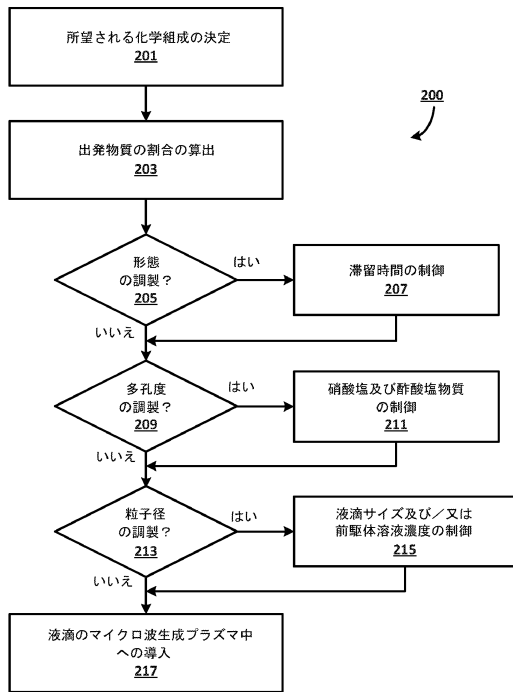 所望される化学組成の決定
201
200
出発物質の割合の算出
203
形態
の調製？
205
はい
滞留時間の制御
207
いいえ
多孔度
の調製？
209
はい
硝酸塩及び酢酸塩物質
の制御
211
いいえ
粒子径
の調製？
213
はい
液滴サイズ及び／又は
前駆体溶液濃度の制御
215
いいえ
液滴のマイクロ波生成プラズマ中
への導入
217